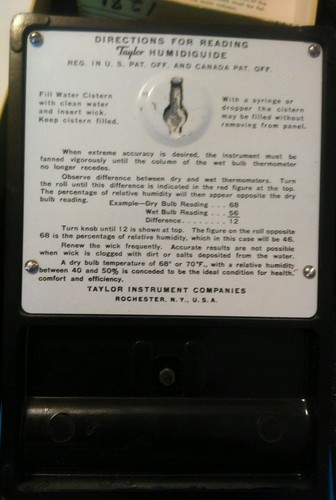 1281
DIRECTIONS FOR READING
Taylor HUMIDIGUIDE
REG. IN U. S. PAT. OFF. AND CANADA PAT. OFF.
Fill Water Cistern
with clean water
and insert wick.
Keep cistern filled.
With a syringe or
dropper the cistern
may be filled without
removing from panel.
When extreme accuracy is desired, the instrument must be
fanned vigorously until the column of the wet bulb thermometer
no longer recedes.
Observe difference between dry and wet thermometers. Turn
the roll until this difference is indicated in the red figure at the top.
The percentage of relative humidity will then appear opposite the dry
bulb reading.
Example—Dry Bulb Reading . . . 68
Wet Bulb Reading . . . 56
Difference . . . . . . 12
Turn knob until 12 is shown at top. The figure on the roll opposite
68 is the percentage of relative humidity, which in this case will be 46.
Renew the wick frequently. Accurate results are not possible
when wick is clogged with dirt or salts deposited from the water.
A dry bulb temperature of 68° or 70°F., with a relative humidity
between 40 and 50% is conceded to be the ideal condition for health,
comfort and efficiency.
TAYLOR INSTRUMENT COMPANIES
ROCHESTER, N.Y., U.S.A.